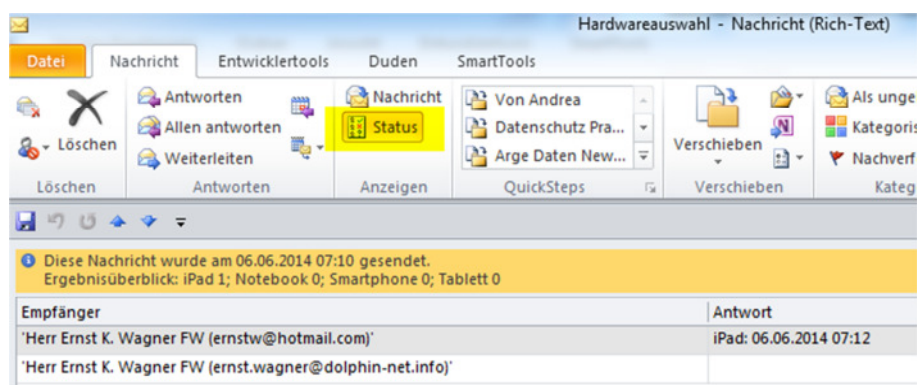 Hardwareauswahl - Nachricht (Rich-Text)
Datei Nachricht Entwicklertools Duden SmartTools
Löschen
Löschen
Antworten
Allen antworten
Weiterleiten
Antworten
Nachricht
Status
Anzeigen
Von Andrea
Datenschutz Pra...
Arge Daten New...
QuickSteps
Verschieben
Verschieben
Als unge
Kategoris
Nachverf
Kateg
Diese Nachricht wurde am 06.06.2014 07:10 gesendet.
Ergebnisüberblick: iPad 1; Notebook 0; Smartphone 0; Tablett 0
Empfänger Antwort
'Herr Ernst K. Wagner FW (ernstw@hotmail.com)' iPad: 06.06.2014 07:12
'Herr Ernst K. Wagner FW (ernst.wagner@dolphin-net.info)'